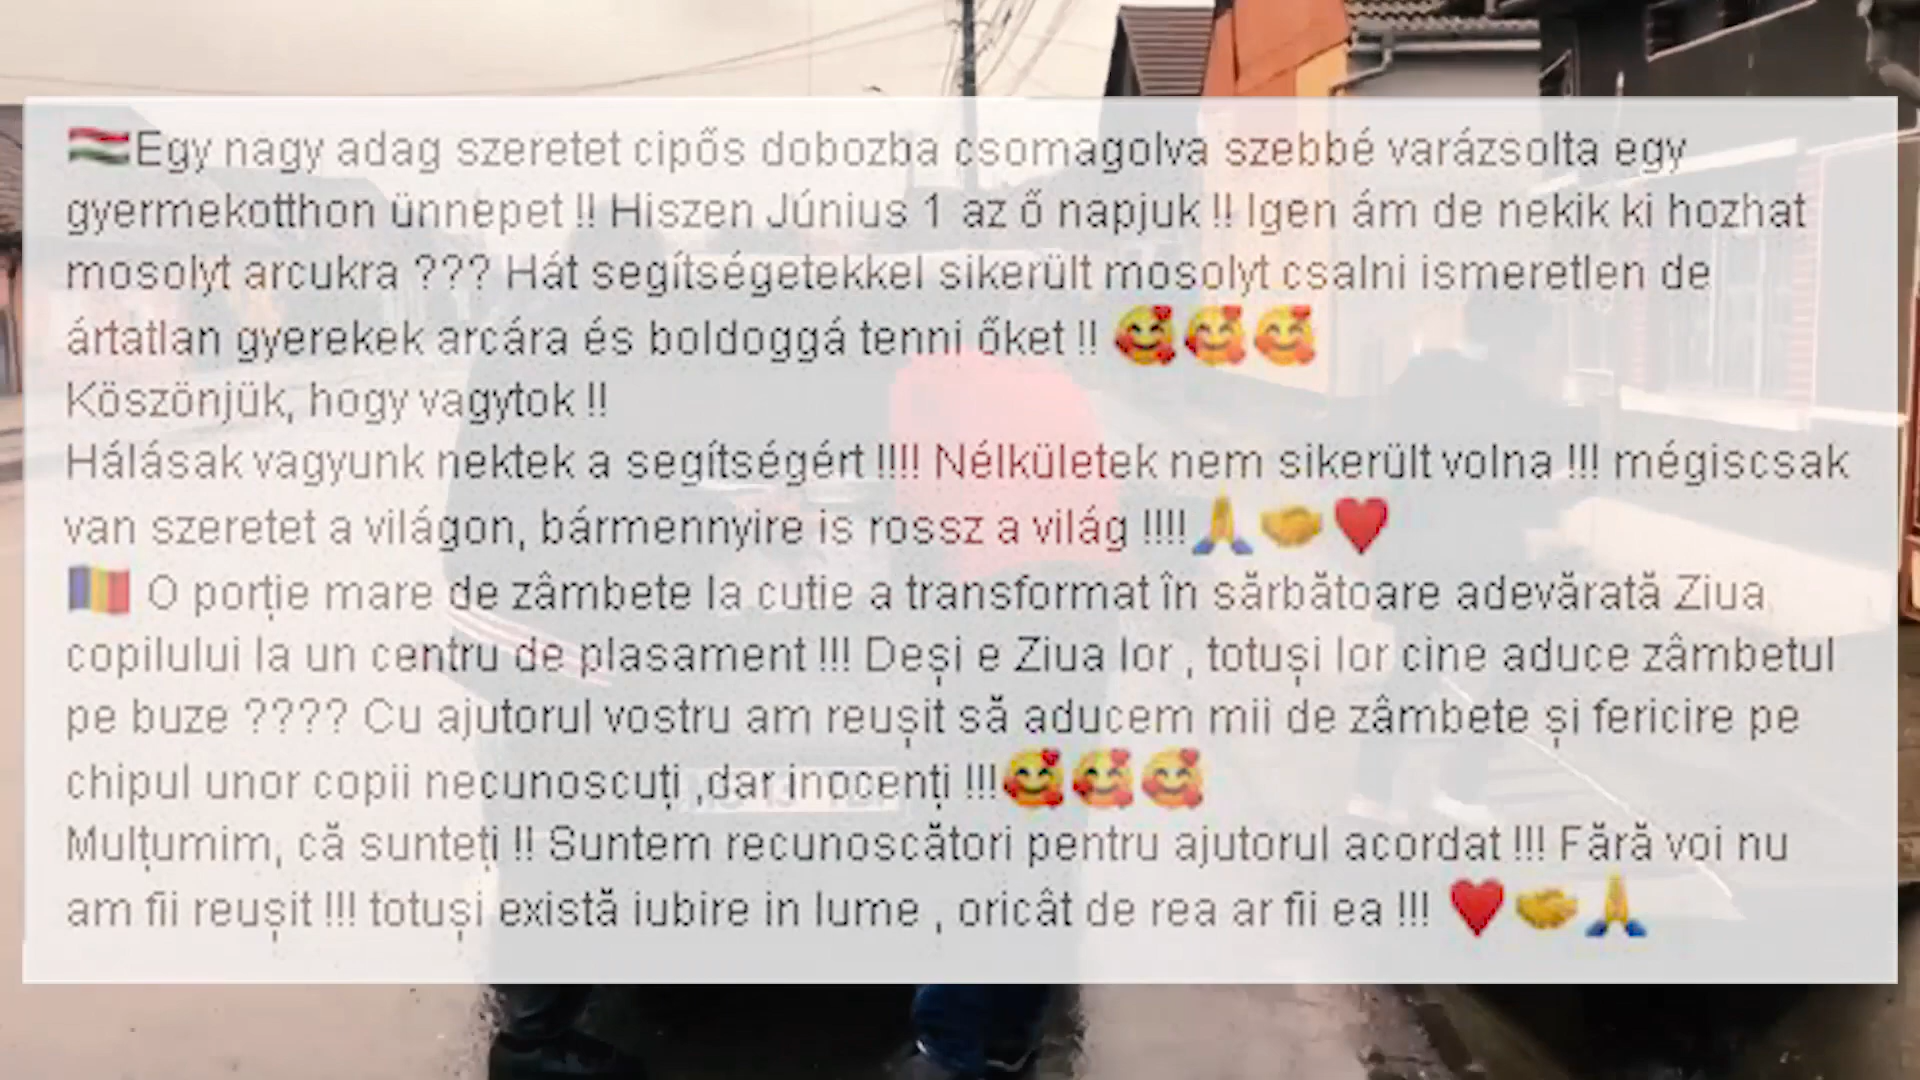 🇭🇺Egy nagy adag szeretet cipős dobozba csomagolva szebbé varázsolta egy
gyermekotthon ünnepet !! Hiszen Június 1 az ő napjuk !! Igen ám de nekik ki hozhat
mosolyt arcukra ??? Hát segítségetekkel sikerült mosolyt csalni ismeretlen de
ártatlan gyerekek arcára és boldoggá tenni őket !! 🥰🥰🥰
Köszönjük, hogy vagytok !!
Hálásak vagyunk nektek a segítségért !!!! Nélkületek nem sikerült volna !!! mégiscsak
van szeretet a világon, bármennyire is rossz a világ !!!!🙏🤝❤️
🇷🇴 O porție mare de zâmbete la cutie a transformat în sărbătoare adevărată Ziua
copilului la un centru de plasament !!! Deși e Ziua lor , totuși lor cine aduce zâmbetul
pe buze ???? Cu ajutorul vostru am reușit să aducem mii de zâmbete și fericire pe
chipul unor copii necunoscuți ,dar inocenți !!!🥰🥰🥰
Mulțumim, că sunteți !! Suntem recunoscători pentru ajutorul acordat !!! Fără voi nu
am fii reușit !!! totuși există iubire in lume , oricât de rea ar fii ea !!! ❤️🤝🙏